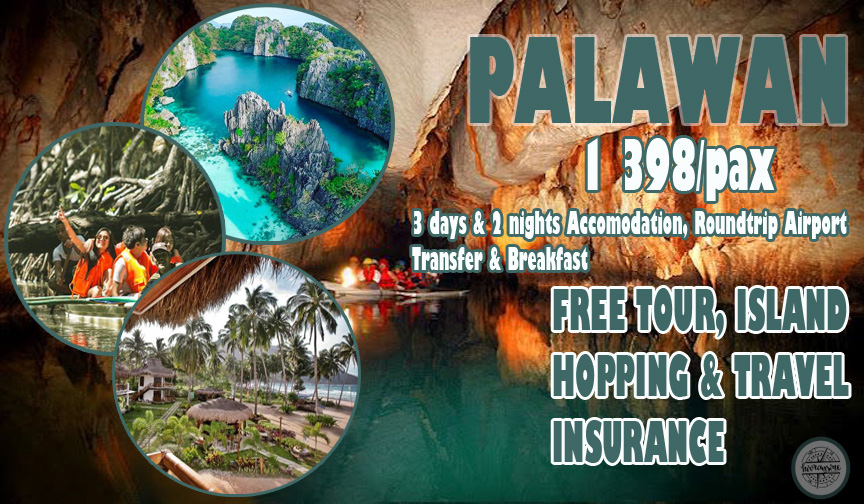 PALAWAN
1 398/pax
3 days & 2 nights Accomodation, Roundtrip Airport
Transfer & Breakfast
FREE TOUR, ISLAND
HOPPING & TRAVEL
INSURANCE